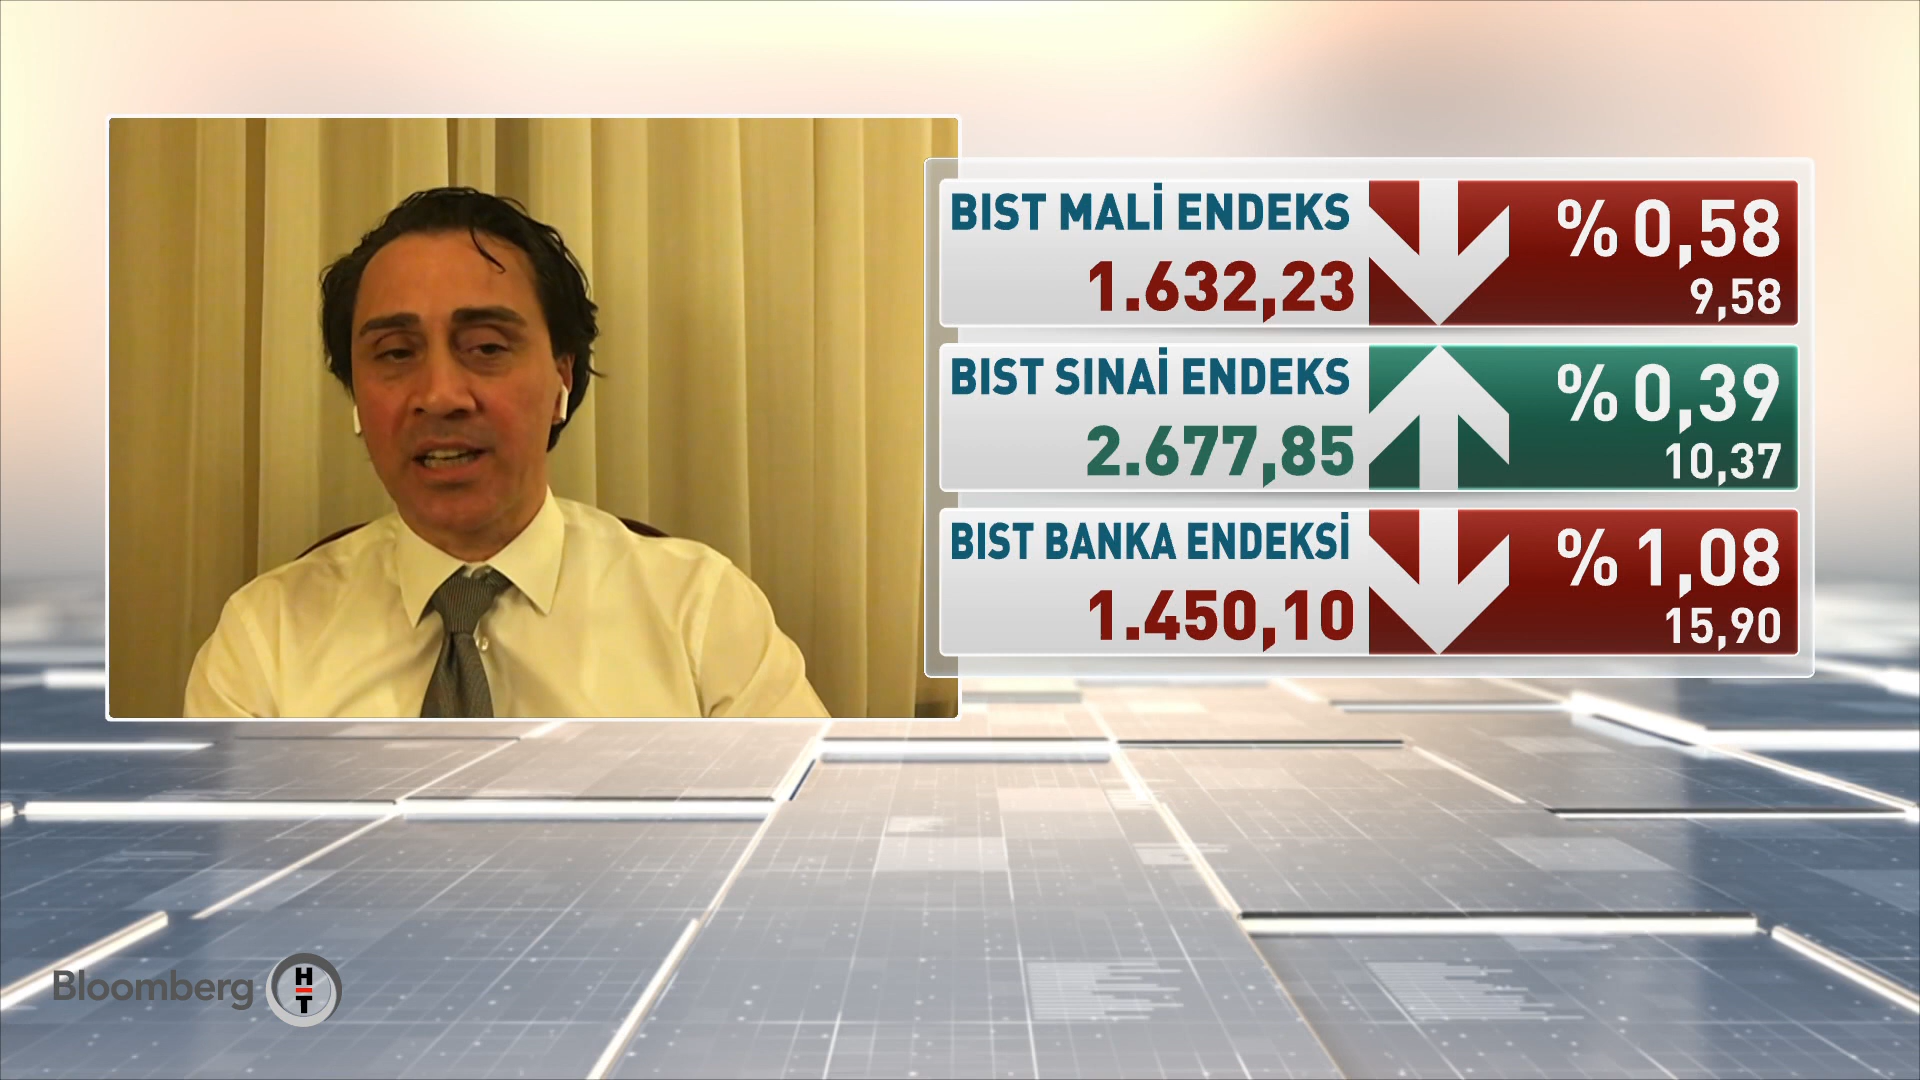 BIST MALİ ENDEKS
1.632,23
% 0,58
9,58
BIST SINAİ ENDEKS
2.677,85
% 0,39
10,37
BIST BANKA ENDEKSİ
1.450,10
% 1,08
15,90
Bloomberg HT